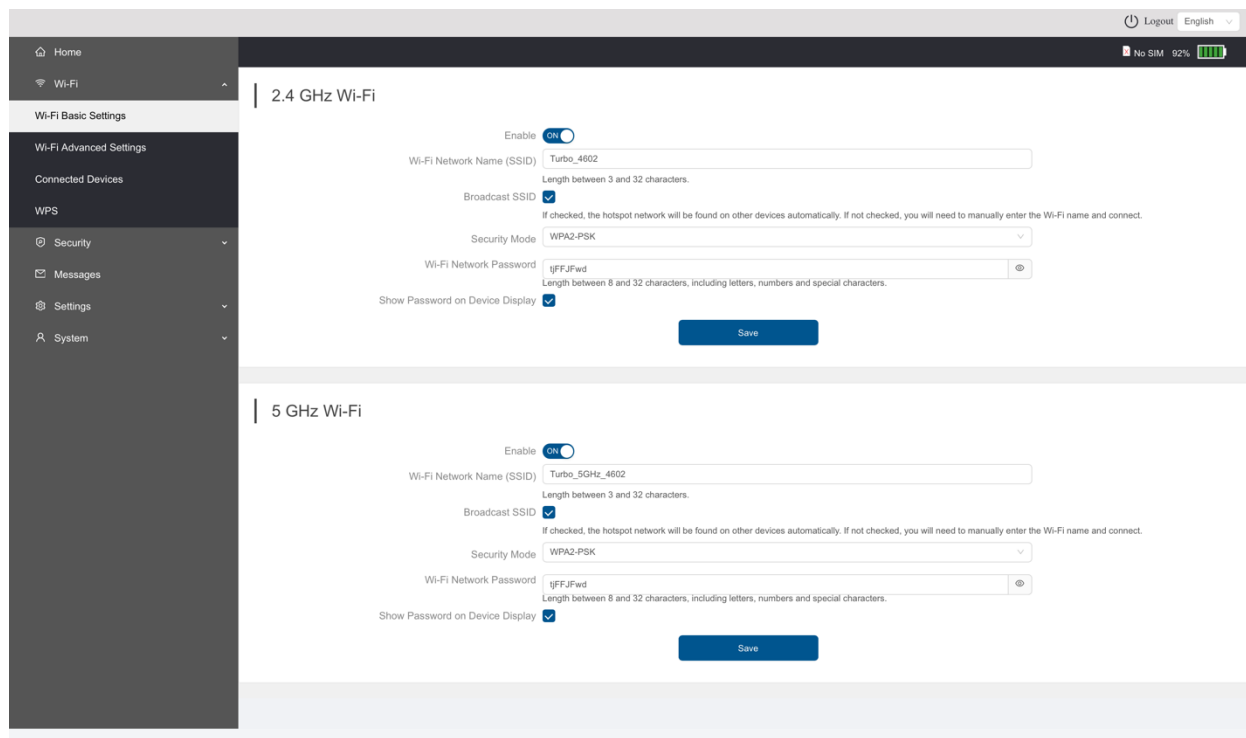 Logout English
Home
No SIM 92%
Wi-Fi
Wi-Fi Basic Settings
Wi-Fi Advanced Settings
Connected Devices
WPS
Security
Messages
Settings
System
2.4 GHz Wi-Fi
Enable ON
Wi-Fi Network Name (SSID) Turbo_4602
Length between 3 and 32 characters.
Broadcast SSID
If checked, the hotspot network will be found on other devices automatically. If not checked, you will need to manually enter the Wi-Fi name and connect.
Security Mode WPA2-PSK
Wi-Fi Network Password tjFFJFwd
Length between 8 and 32 characters, including letters, numbers and special characters.
Show Password on Device Display
Save
5 GHz Wi-Fi
Enable ON
Wi-Fi Network Name (SSID) Turbo_5GHz_4602
Length between 3 and 32 characters.
Broadcast SSID
If checked, the hotspot network will be found on other devices automatically. If not checked, you will need to manually enter the Wi-Fi name and connect.
Security Mode WPA2-PSK
Wi-Fi Network Password tjFFJFwd
Length between 8 and 32 characters, including letters, numbers and special characters.
Show Password on Device Display
Save